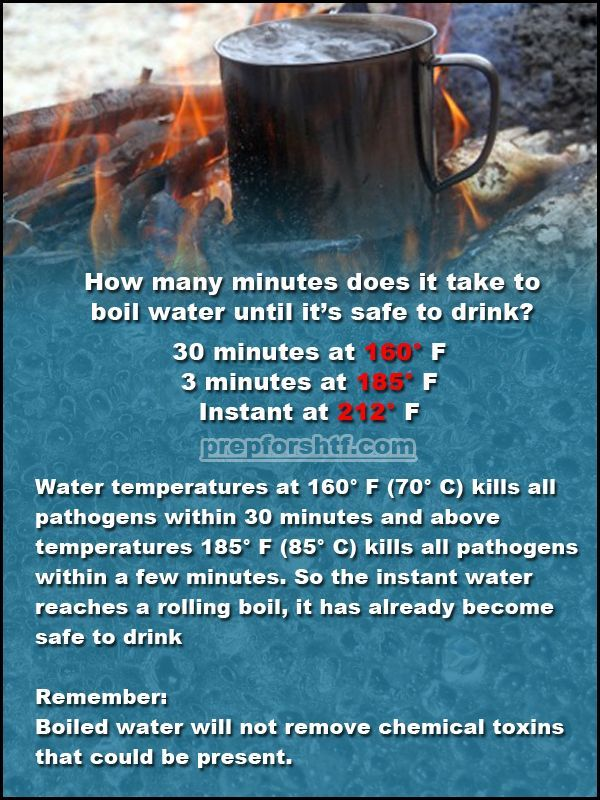 How many minutes does it take to
boil water until it's safe to drink?
30 minutes at 160° F
3 minutes at 185° F
Instant at 212° F
prepforshtf.com
Water temperatures at 160° F (70° C) kills all
pathogens within 30 minutes and above
temperatures 185° F (85° C) kills all pathogens
within a few minutes. So the instant water
reaches a rolling boil, it has already become
safe to drink
Remember:
Boiled water will not remove chemical toxins
that could be present.